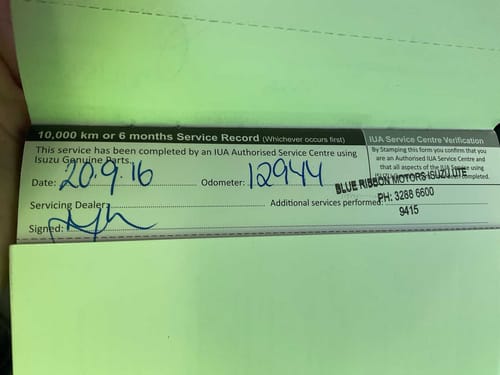 10,000 km or 6 months Service Record (Whichever occurs first)
This service has been completed by an IUA Authorised Service Centre using
Isuzu Genuine Parts.
Date: 20.9.16 Odometer: 12944
Servicing Dealer:
Additional services performed:
Signed:
IUA Service Centre Verification
By Stamping this form you confirm that you
are an Authorised IUA Service Centre and
that all aspects of the IUA Service
completed.
BLUE RIBBON MOTORS ISUZU UTE
PH: 3288 6600
9415